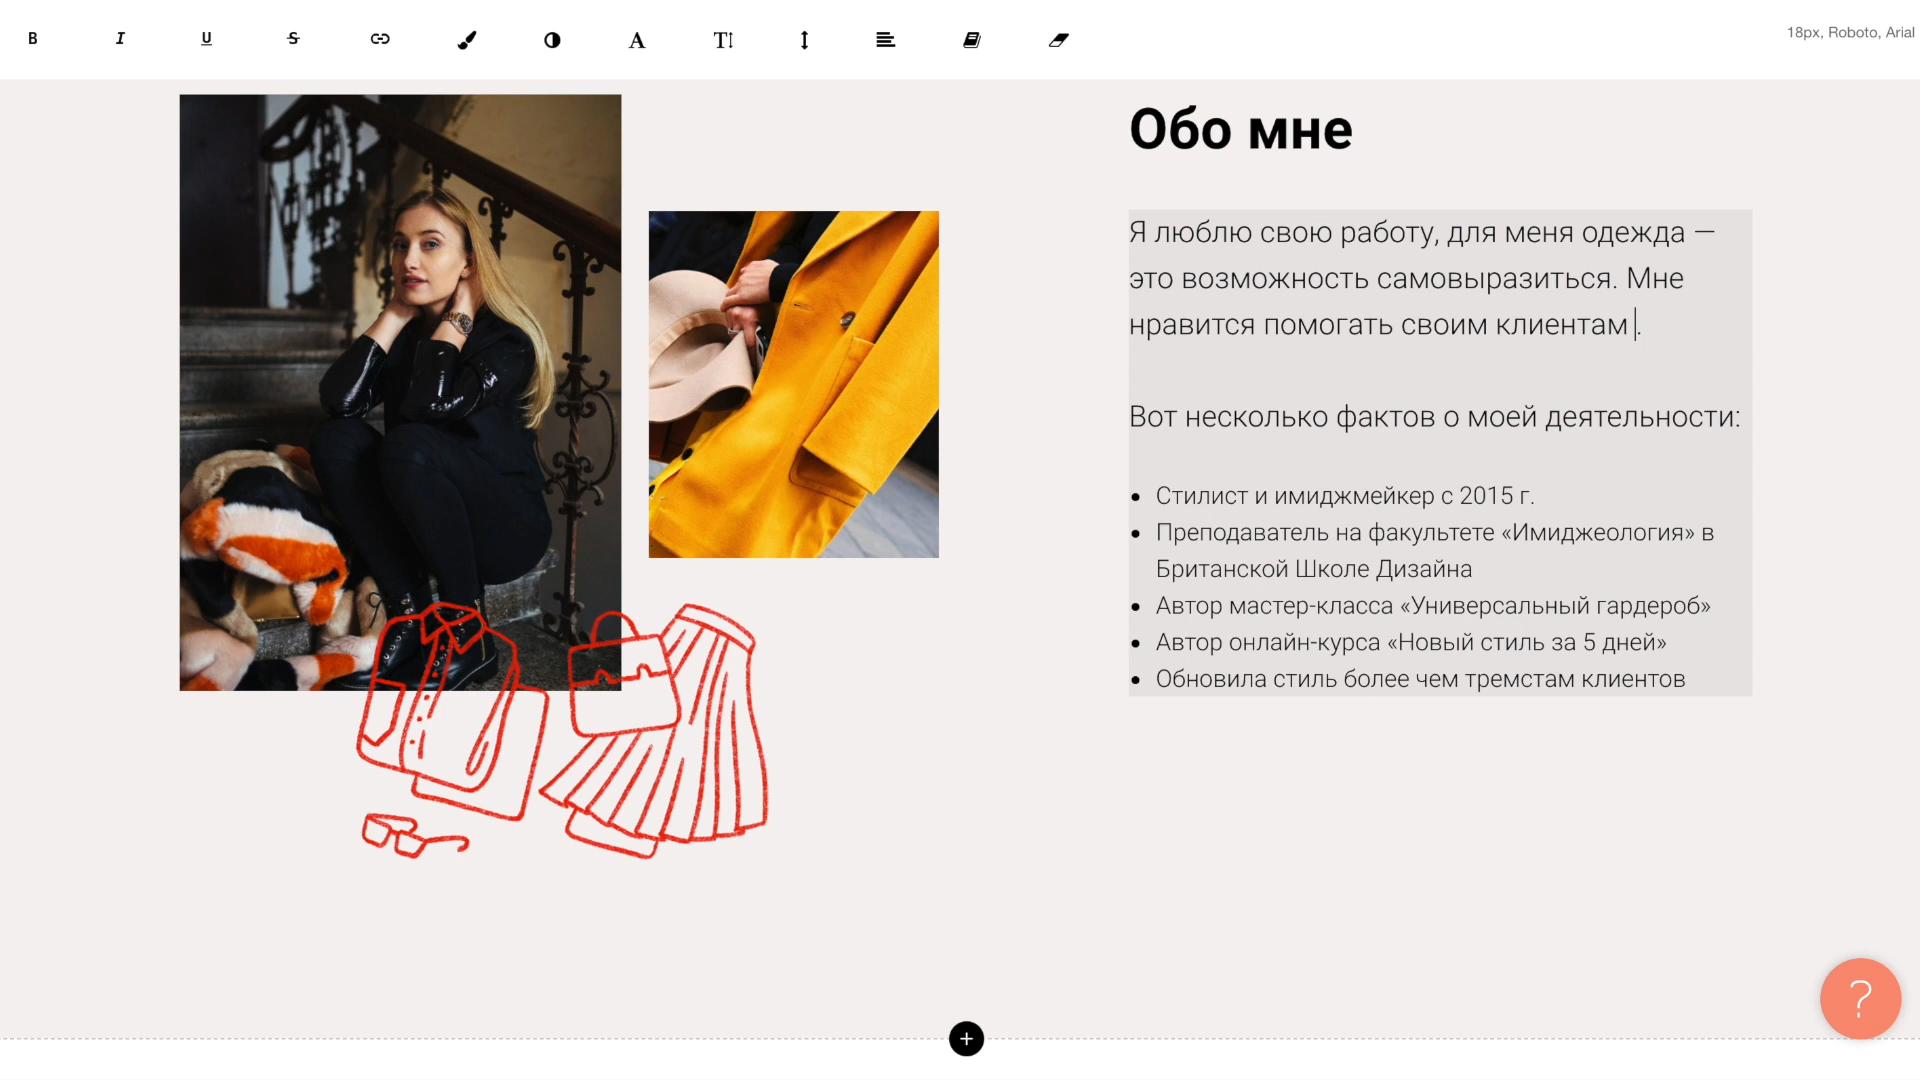 B I U S A T
18px, Roboto, Arial
Обо мне
Я люблю свою работу, для меня одежда —
это возможность самовыразиться. Мне
нравится помогать своим клиентам .
Вот несколько фактов о моей деятельности:
• Стилист и имиджмейкер с 2015 г.
• Преподаватель на факультете «Имиджеология» в
Британской Школе Дизайна
• Автор мастер-класса «Универсальный гардероб»
• Автор онлайн-курса «Новый стиль за 5 дней»
• Обновила стиль более чем тремстам клиентов
?
+